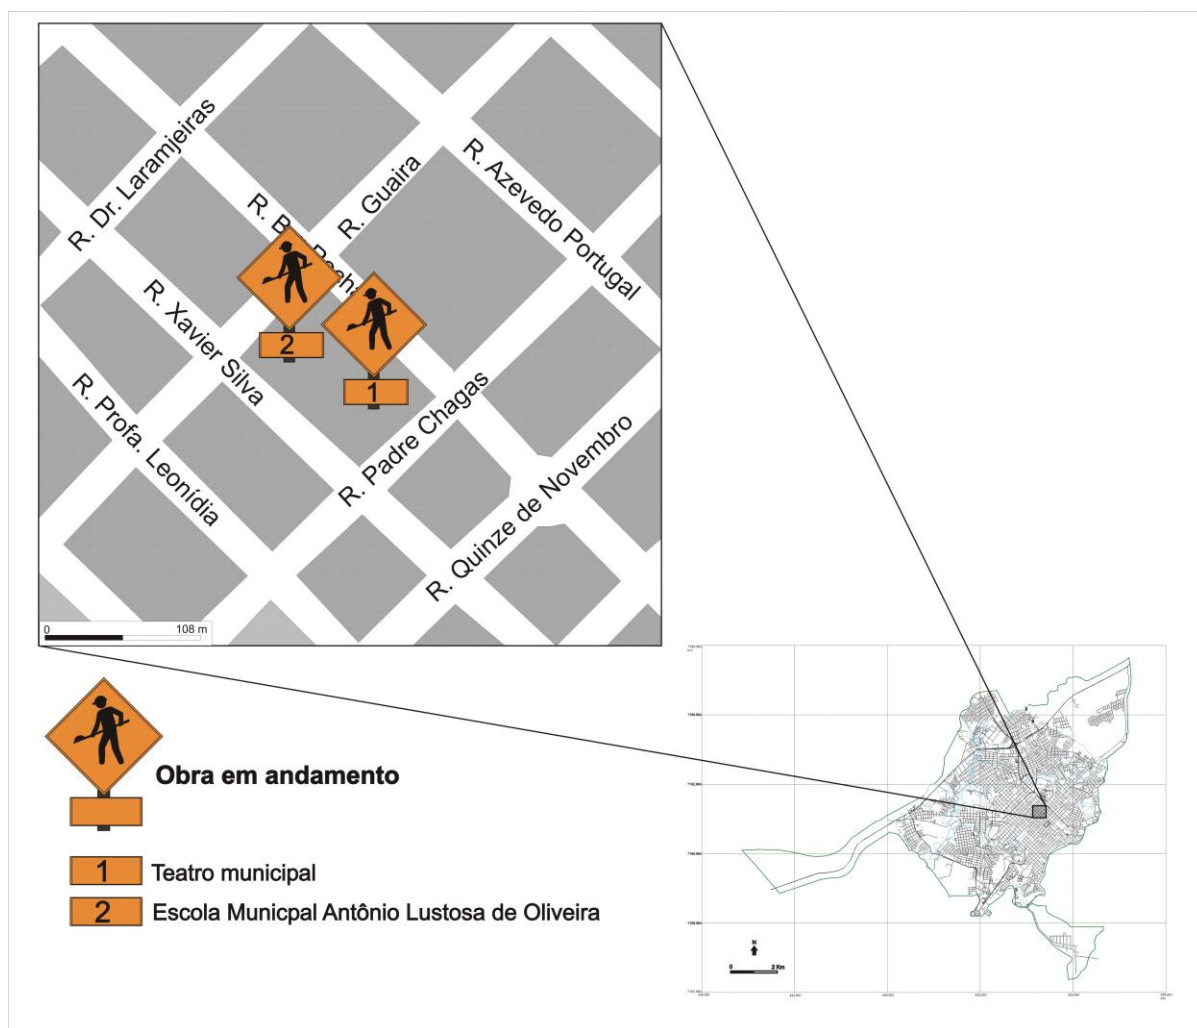 R. Dr. Laramjeiras
R. Guaira
R. Azevedo Portugal
R. Xavier Silva
R. Profa. Leonídia
R. Padre Chagas
R. Quinze de Novembro
2
1
0 108 m
Obra em andamento
1 Teatro municipal
2 Escola Municpal Antônio Lustosa de Oliveira
N
0 2 Km